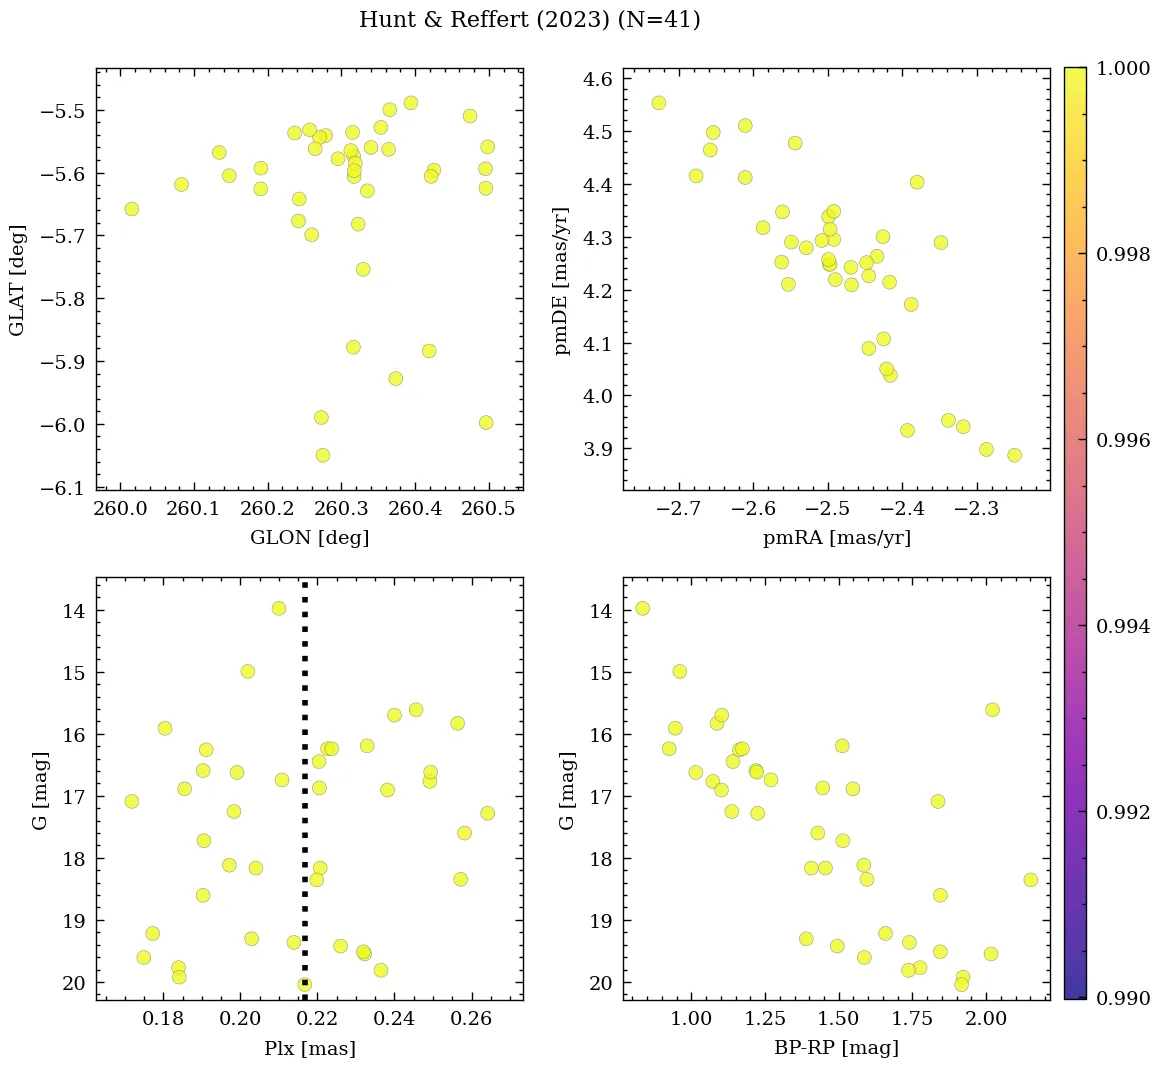 Hunt & Reffert (2023) (N=41)
−5.5
−5.6
−5.7
−5.8
−5.9
−6.0
−6.1
GLAT [deg]
260.0 260.1 260.2 260.3 260.4 260.5
GLON [deg]
4.6
4.5
4.4
4.3
4.2
4.1
4.0
3.9
pmDE [mas/yr]
−2.7 −2.6 −2.5 −2.4 −2.3
pmRA [mas/yr]
14
15
16
17
18
19
20
G [mag]
0.18 0.20 0.22 0.24 0.26
Plx [mas]
14
15
16
17
18
19
20
G [mag]
1.00 1.25 1.50 1.75 2.00
BP-RP [mag]
1.000
0.998
0.996
0.994
0.992
0.990